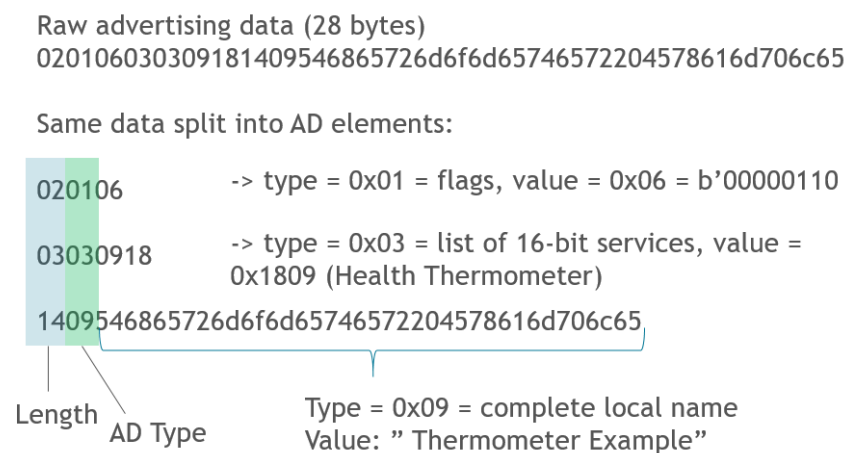 Raw advertising data (28 bytes)
020106030309181409546865726d6f6d65746572204578616d706c65
Same data split into AD elements:
020106
-> type = 0x01 = flags, value = 0x06 = b’00000110
03030918
-> type = 0x03 = list of 16-bit services, value =
0x1809 (Health Thermometer)
1409546865726d6f6d65746572204578616d706c65
Length
AD Type
Type = 0x09 = complete local name
Value: ” Thermometer Example”